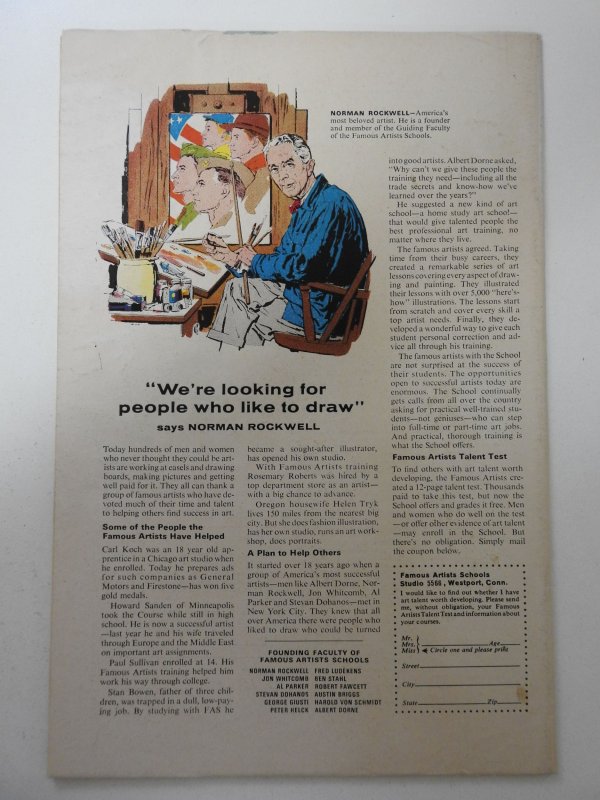 NORMAN ROCKWELL—America's
most beloved artist. He is a founder
and member of the Guiding Faculty
of the Famous Artists Schools.
"We're looking for
people who like to draw"
says NORMAN ROCKWELL
Today hundreds of men and women
who never thought they could be art-
ists are working at easels and drawing
boards, making pictures and getting
well paid for it. They all can thank a
group of famous artists who have de-
voted much of their time and talent
to helping others find success in art.
Some of the People the
Famous Artists Have Helped
Carl Koch was an 18 year old ap-
prentice in a Chicago art studio when
he enrolled. Today he prepares ads
for such companies as General
Motors and Firestone—has won five
gold medals.
Howard Sanden of Minneapolis
took the Course while still in high
school. He is now a successful artist
—last year he and his wife traveled
through Europe and the Middle East
on important art assignments.
Paul Sullivan enrolled at 14. His
Famous Artists training helped him
work his way through college.
Stan Bowen, father of three chil-
dren, was trapped in a dull, low-pay-
ing job. By studying with FAS he
became a sought-after illustrator,
has opened his own studio.
With Famous Artists training
Rosemary Roberts was hired by a
top department store as an artist—
with a big chance to advance.
Oregon housewife Helen Tryk
lives 150 miles from the nearest big
city. But she does fashion illustration,
has her own studio, runs an art work-
shop, does portraits.
A Plan to Help Others
It started over 18 years ago when a
group of America's most successful
artists—men like Albert Dorne, Nor-
man Rockwell, Jon Whitcomb, Al
Parker and Stevan Dohanos—met in
New York City. They knew that all
over America there were people who
liked to draw who could be turned
FOUNDING FACULTY OF
FAMOUS ARTISTS SCHOOLS
NORMAN ROCKWELL FRED LUDEKENS
JON WHITCOMB BEN STAHL
AL PARKER ROBERT FAWCETT
STEVAN DOHANOS AUSTIN BRIGGS
GEORGE GIUSTI HAROLD VON SCHMIDT
PETER HELCK ALBERT DORNE
into good artists. Albert Dorne asked,
"Why can't we give these people the
training they need—including all the
trade secrets and know-how we've
learned over the years?"
He suggested a new kind of art
school—a home study art school—
that would give talented people the
best professional art training, no
matter where they live.
The famous artists agreed. Taking
time from their busy careers, they
created a remarkable series of art
lessons covering every aspect of draw-
ing and painting. They illustrated
their lessons with over 5,000 "here's-
how" illustrations. The lessons start
from scratch and cover every skill a
top artist needs. Finally, they de-
veloped a wonderful way to give each
student personal correction and ad-
vice all through his training.
The famous artists with the School
are not surprised at the success of
their students. The opportunities
open to successful artists today are
enormous. The School continually
gets calls from all over the country
asking for practical well-trained stu-
dents—not geniuses—who can step
into full-time or part-time art jobs.
And practical, thorough training is
what the School offers.
Famous Artists Talent Test
To find others with art talent worth
developing, the Famous Artists cre-
ated a 12-page talent test. Thousands
paid to take this test, but now the
School offers and grades it free. Men
and women who do well on the test
—or offer other evidence of art talent
—may enroll in the School. But
there's no obligation. Simply mail
the coupon below.
Famous Artists Schools
Studio 5566, Westport, Conn.
I would like to find out whether I have
art talent worth developing. Please send
me, without obligation, your Famous
Artists Talent Test and information about
your courses.
Mr.
Mrs. Age
Miss Circle one and please print
Street
City
State Zip